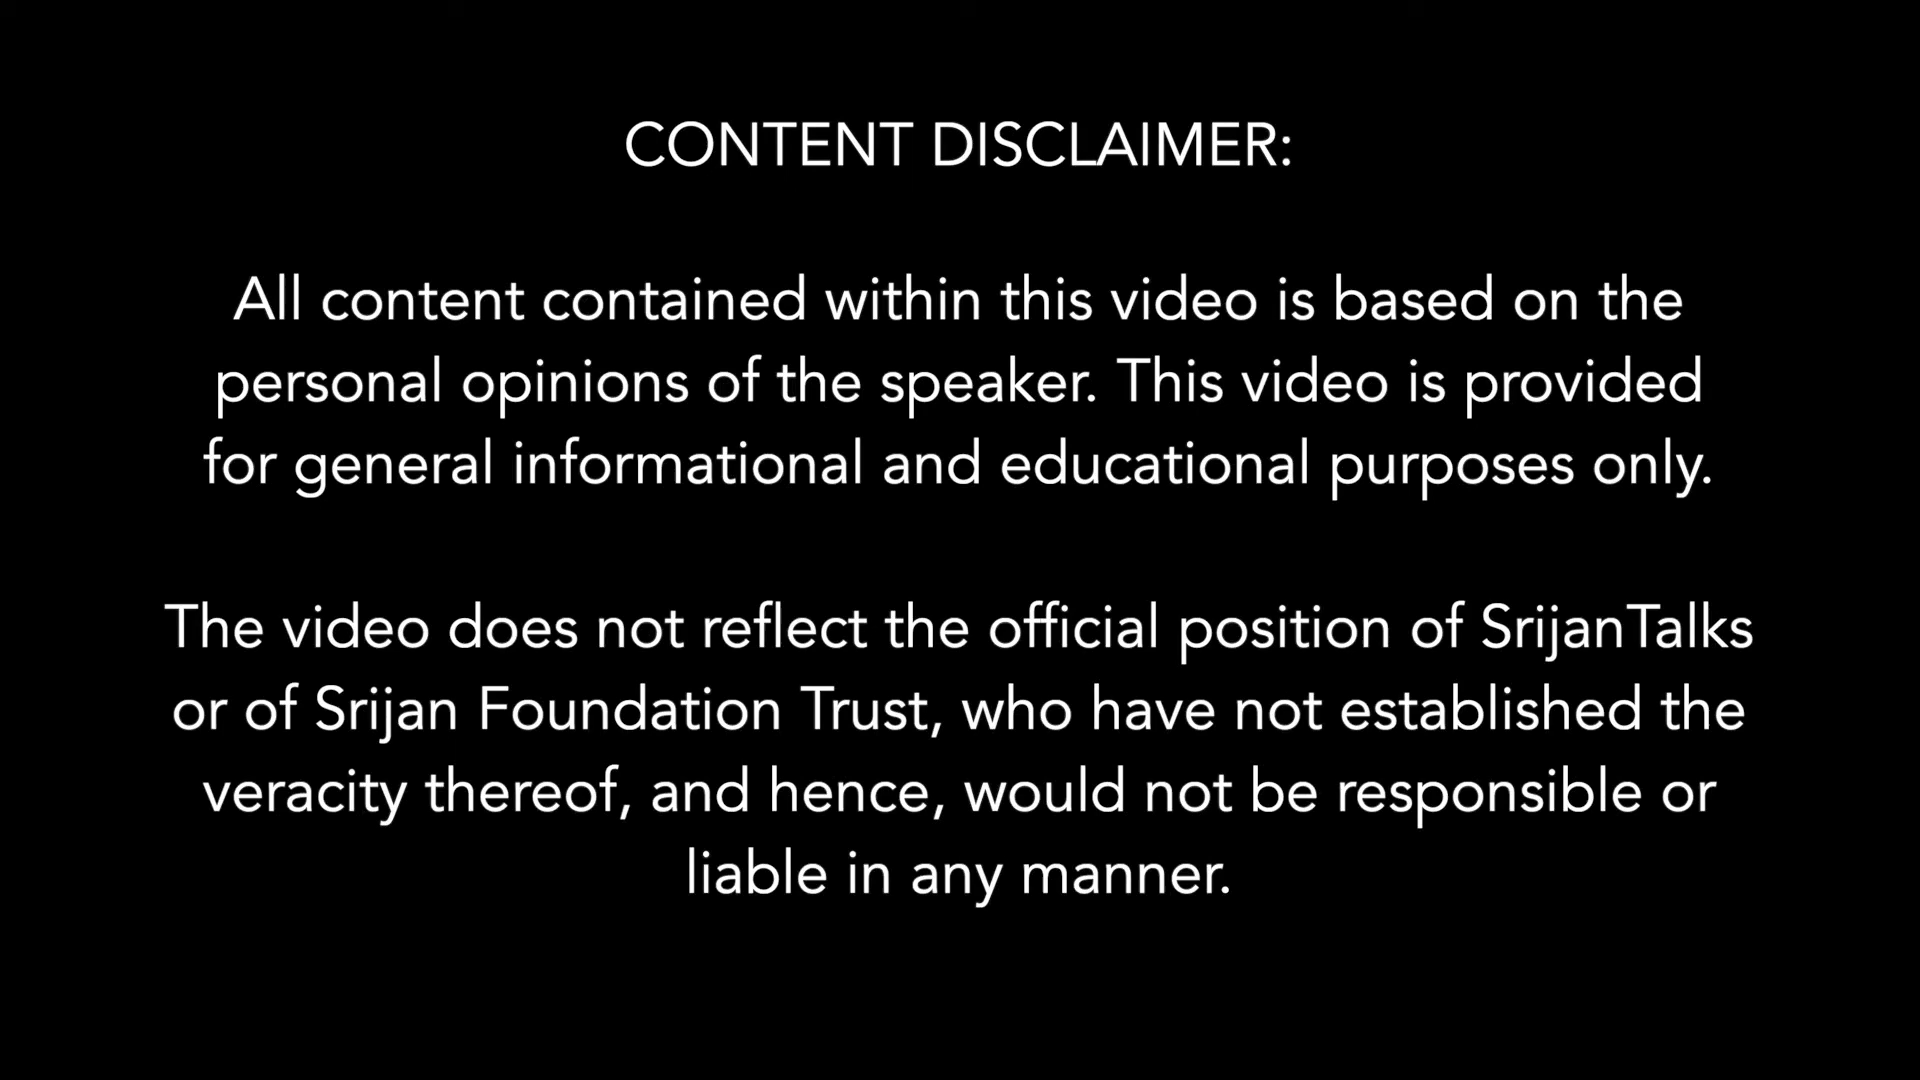 CONTENT DISCLAIMER:
All content contained within this video is based on the
personal opinions of the speaker. This video is provided
for general informational and educational purposes only.
The video does not reflect the official position of SrijanTalks
or of Srijan Foundation Trust, who have not established the
veracity thereof, and hence, would not be responsible or
liable in any manner.